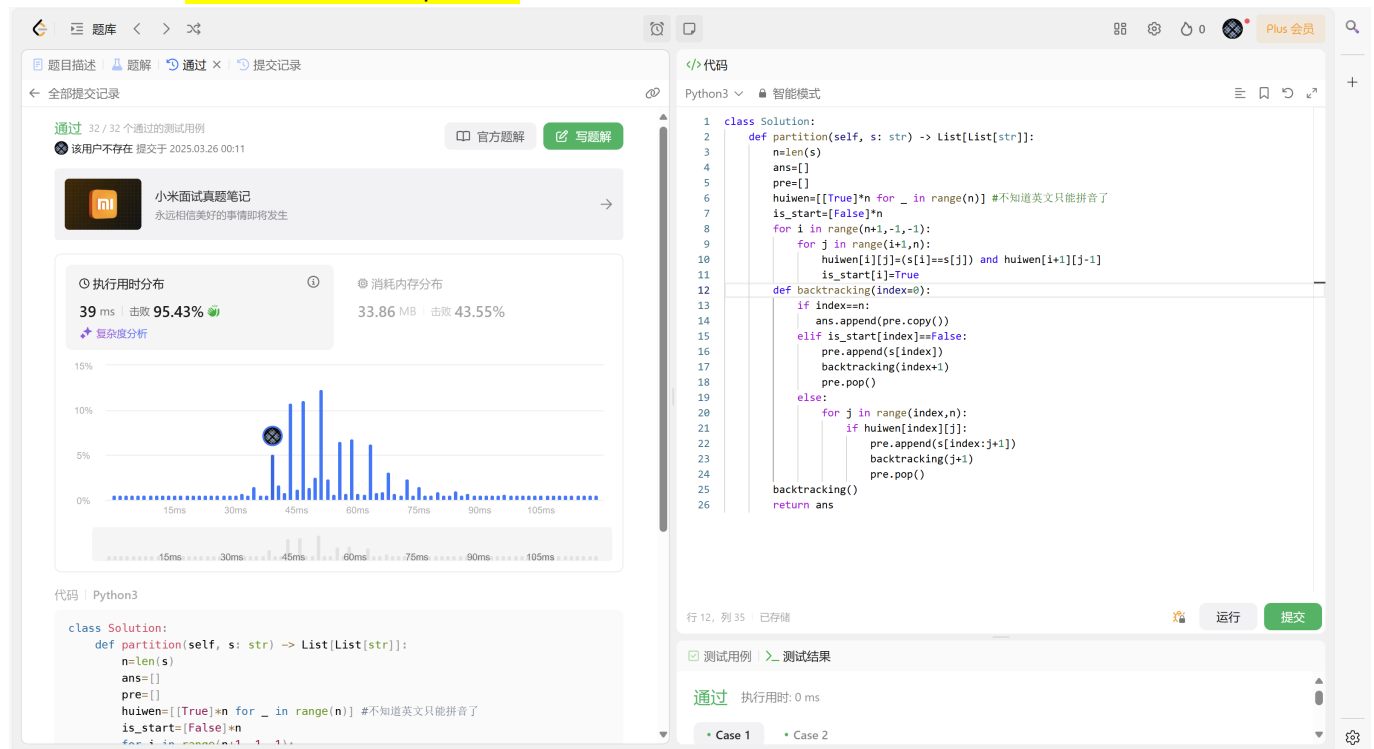 题库
0
Plus 会员
题目描述
题解
通过
提交记录
全部提交记录
通过 32 / 32 个通过的测试用例
该用户不存在 提交于 2025.03.26 00:11
官方题解
写题解
小米面试真题笔记
永远相信美好的事情即将发生
执行用时分布
39 ms 击败 95.43%
复杂度分析
消耗内存分布
33.86 MB 击败 43.55%
15%
10%
5%
0%
15ms 30ms 45ms 60ms 75ms 90ms 105ms
15ms 30ms 45ms 60ms 75ms 90ms 105ms
代码 Python3
class Solution:
    def partition(self, s: str) -> List[List[str]]:
        n=len(s)
        ans=[]
        pre=[]
        huiwen=[[True]*n for _ in range(n)] #不知道英文只能拼音了
        is_start=[False]*n
        for i in range(n+1,-1,-1):
</> 代码
Python3 智能模式
1 class Solution:
2     def partition(self, s: str) -> List[List[str]]:
3         n=len(s)
4         ans=[]
5         pre=[]
6         huiwen=[[True]*n for _ in range(n)] #不知道英文只能拼音了
7         is_start=[False]*n
8         for i in range(n+1,-1,-1):
9             for j in range(i+1,n):
10                 huiwen[i][j]=(s[i]==s[j]) and huiwen[i+1][j-1]
11                 is_start[i]=True
12         def backtracking(index=0):
13             if index==n:
14                ans.append(pre.copy())
15             elif is_start[index]==False:
16                 pre.append(s[index])
17                 backtracking(index+1)
18                 pre.pop()
19             else:
20                 for j in range(index,n):
21                     if huiwen[index][j]:
22                         pre.append(s[index:j+1])
23                         backtracking(j+1)
24                         pre.pop()
25         backtracking()
26         return ans
行 12, 列 35 已存储
运行
提交
测试用例
测试结果
通过 执行用时: 0 ms
• Case 1
• Case 2